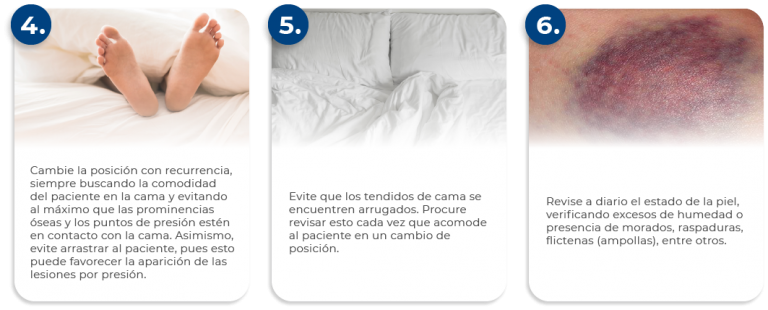 4.
Cambie la posición con recurrencia,
siempre buscando la comodidad
del paciente en la cama y evitando
al máximo que las prominencias
óseas y los puntos de presión estén
en contacto con la cama. Asimismo,
evite arrastrar al paciente, pues esto
puede favorecer la aparición de las
lesiones por presión.
5.
Evite que los tendidos de cama se
encuentren arrugados. Procure
revisar esto cada vez que acomode
al paciente en un cambio de
posición.
6.
Revise a diario el estado de la piel,
verificando excesos de humedad o
presencia de morados, raspaduras,
flictenas (ampollas), entre otros.